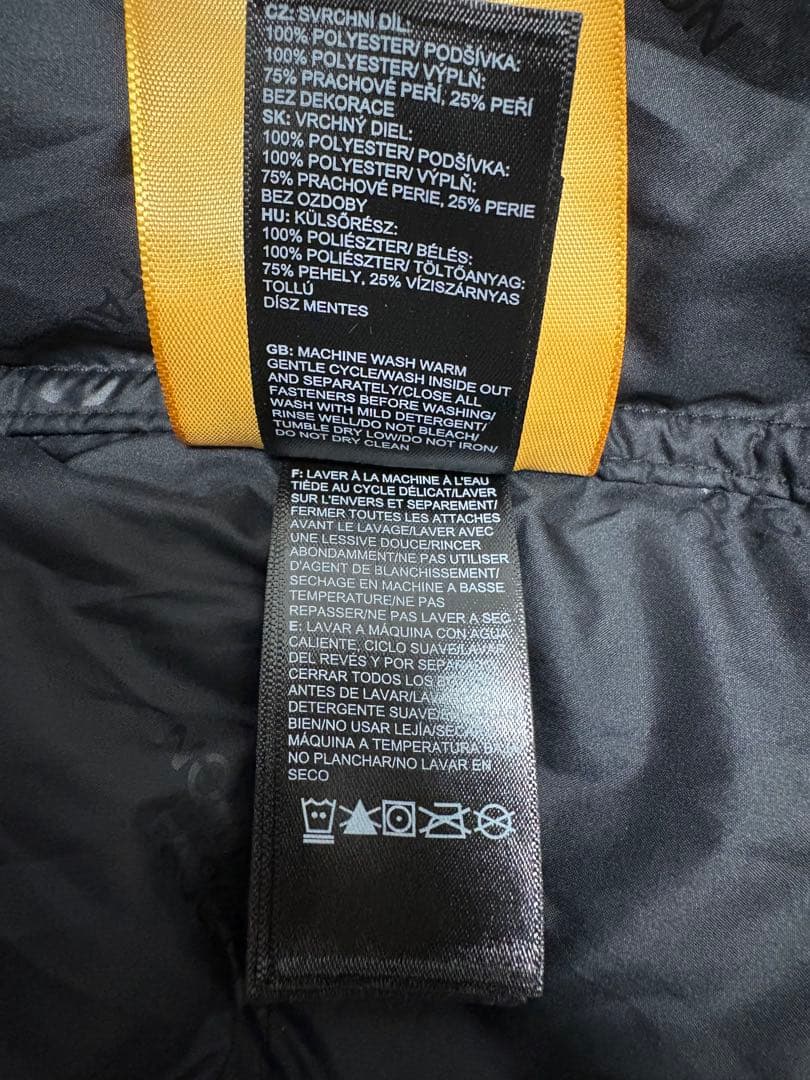 CZ: SVRCHNÍ DÍL:
100% POLYESTER/ PODŠÍVKA:
100% POLYESTER/ VÝPLŇ:
75% PRACHOVÉ PEŘÍ, 25% PEŘÍ
BEZ DEKORACE
SK: VRCHNÝ DIEL:
100% POLYESTER/ PODŠÍVKA:
100% POLYESTER/ VÝPLŇ:
75% PRACHOVÉ PERIE, 25% PERIE
BEZ OZDOBY
HU: KÜLSŐRÉSZ:
100% POLIÉSZTER/ BÉLÉS:
100% POLIÉSZTER/ TÖLTŐANYAG:
75% PEHELY, 25% VÍZISZÁRNYAS
TOLLÚ
DÍSZ MENTES
GB: MACHINE WASH WARM
GENTLE CYCLE/WASH INSIDE OUT
AND SEPARATELY/CLOSE ALL
FASTENERS BEFORE WASHING/
WASH WITH MILD DETERGENT/
RINSE WELL/DO NOT BLEACH/
TUMBLE DRY LOW/DO NOT IRON/
DO NOT DRY CLEAN
F: LAVER À LA MACHINE À L'EAU
TIÈDE AU CYCLE DÉLICAT/LAVER
SUR L'ENVERS ET SEPAREMENT/
FERMER TOUTES LES ATTACHES
AVANT LE LAVAGE/LAVER AVEC
UNE LESSIVE DOUCE/RINCER
ABONDAMMENT/NE PAS UTILISER
D'AGENT DE BLANCHISSEMENT/
SECHAGE EN MACHINE A BASSE
TEMPERATURE/NE PAS
REPASSER/NE PAS LAVER A SEC
E: LAVAR A MÁQUINA CON AGUA
CALIENTE, CICLO SUAVE/LAVAR
DEL REVÉS Y POR
CERRAR TODOS LOS
ANTES DE LAVAR/
DETERGENTE SUAVE/
BIEN/NO USAR LEJÍA/
MÁQUINA A TEMPERATURA
NO PLANCHAR/NO LAVAR EN
SECO